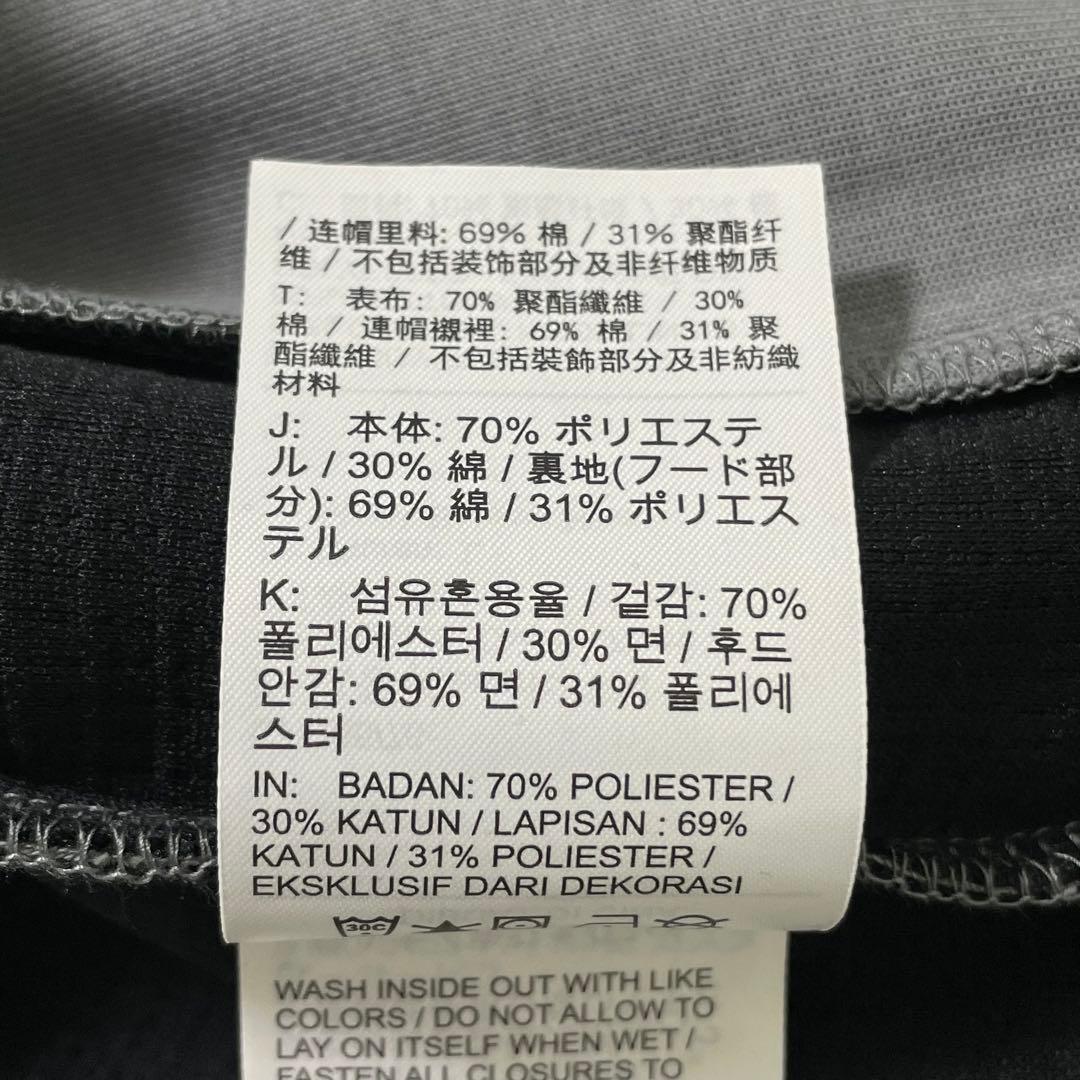 / 连帽里料: 69% 棉 / 31% 聚酯纤
维 / 不包括装饰部分及非纤维物质
T: 表布: 70% 聚酯纖維 / 30%
棉 / 連帽襯裡: 69% 棉 / 31% 聚
酯纖維 / 不包括裝飾部分及非紡織
材料
J: 本体: 70% ポリエステ
ル / 30% 綿 / 裏地(フード部
分): 69% 綿 / 31% ポリエス
テル
K: 섬유혼용율 / 겉감: 70%
폴리에스터 / 30% 면 / 후드
안감: 69% 면 / 31% 폴리에
스터
IN: BADAN: 70% POLIESTER /
30% KATUN / LAPISAN : 69%
KATUN / 31% POLIESTER /
EKSKLUSIF DARI DEKORASI
30C
WASH INSIDE OUT WITH LIKE
COLORS / DO NOT ALLOW TO
LAY ON ITSELF WHEN WET /
FASTEN ALL CLOSURES TO